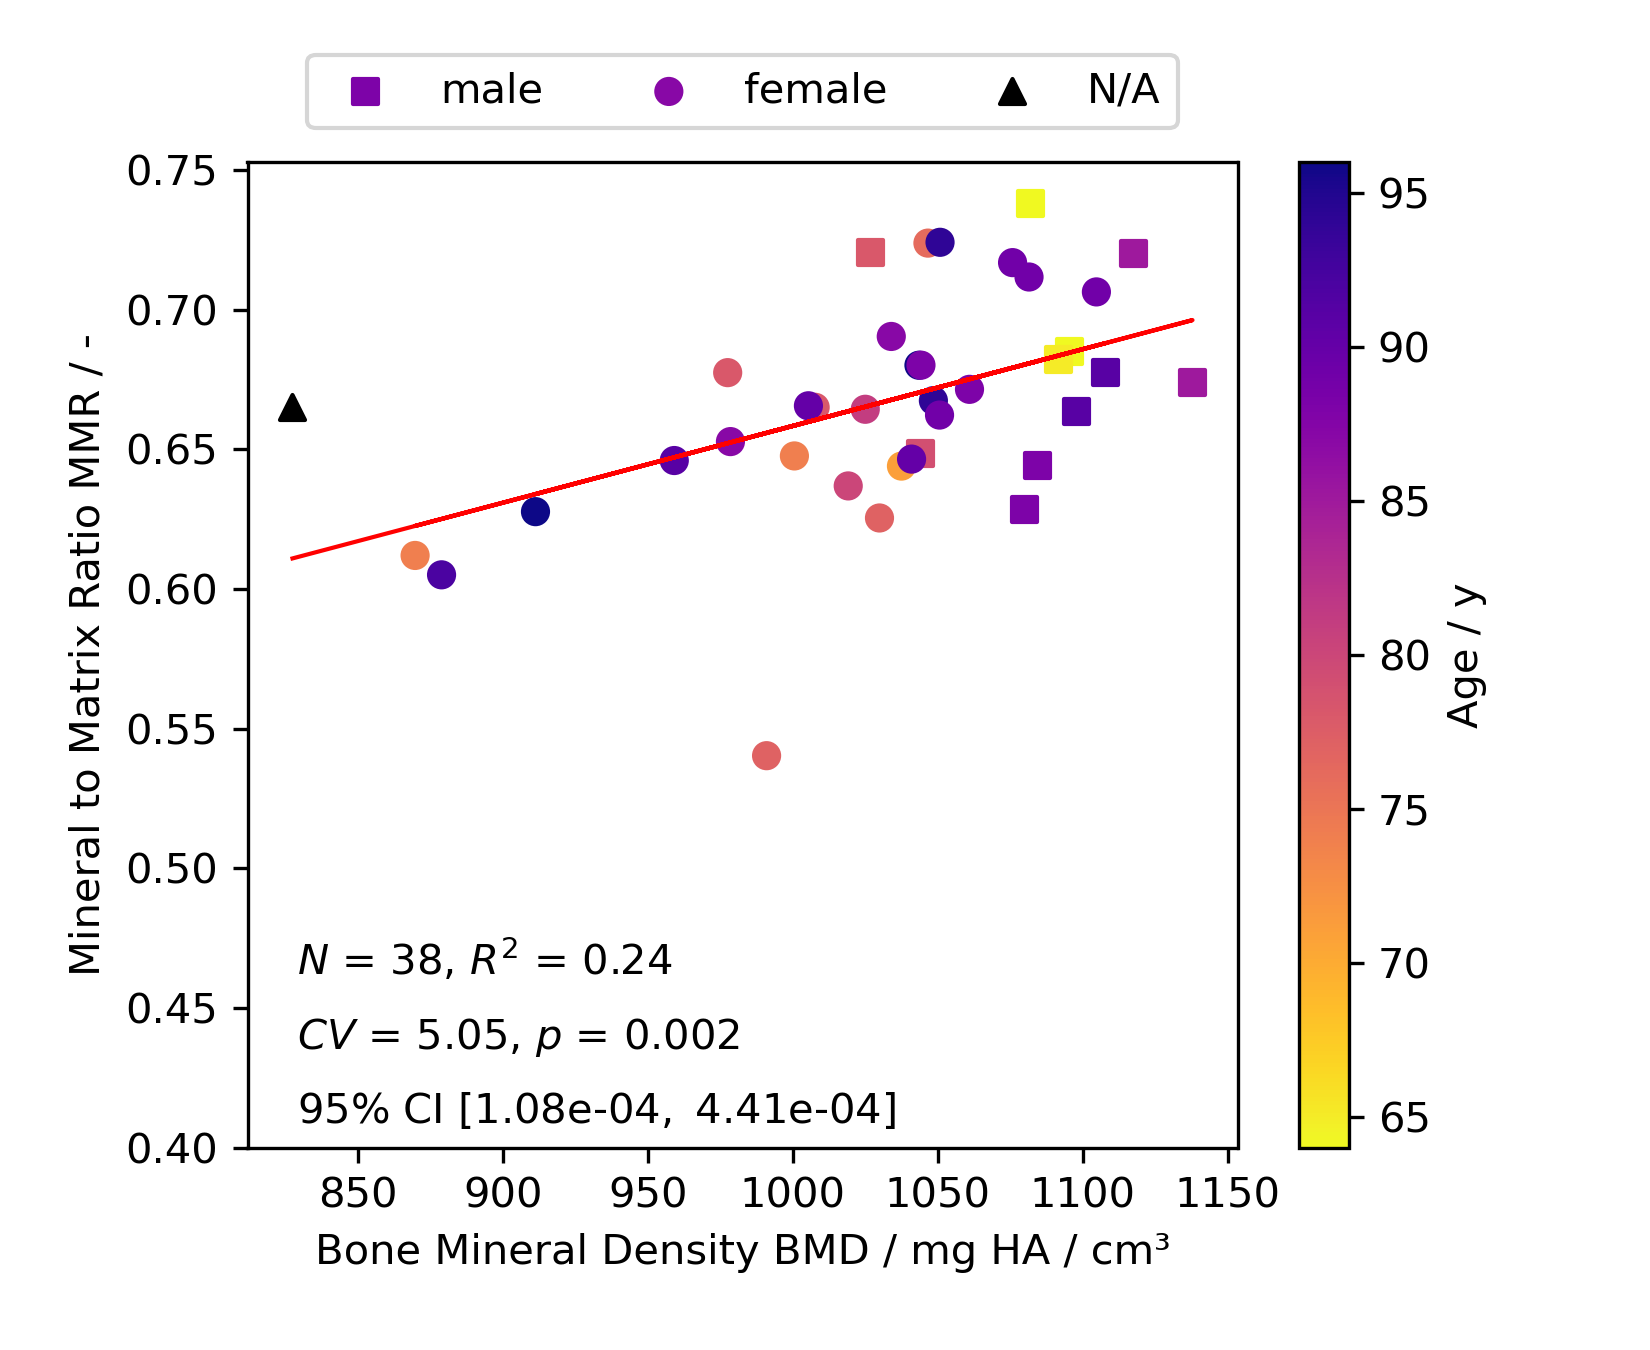 male female N/A
0.75
0.70
0.65
0.60
0.55
0.50
0.45
0.40
Mineral to Matrix Ratio MMR / -
N = 38, R² = 0.24
CV = 5.05, p = 0.002
95% CI [1.08e-04, 4.41e-04]
850 900 950 1000 1050 1100 1150
Bone Mineral Density BMD / mg HA / cm³
95
90
85
80
75
70
65
Age / y